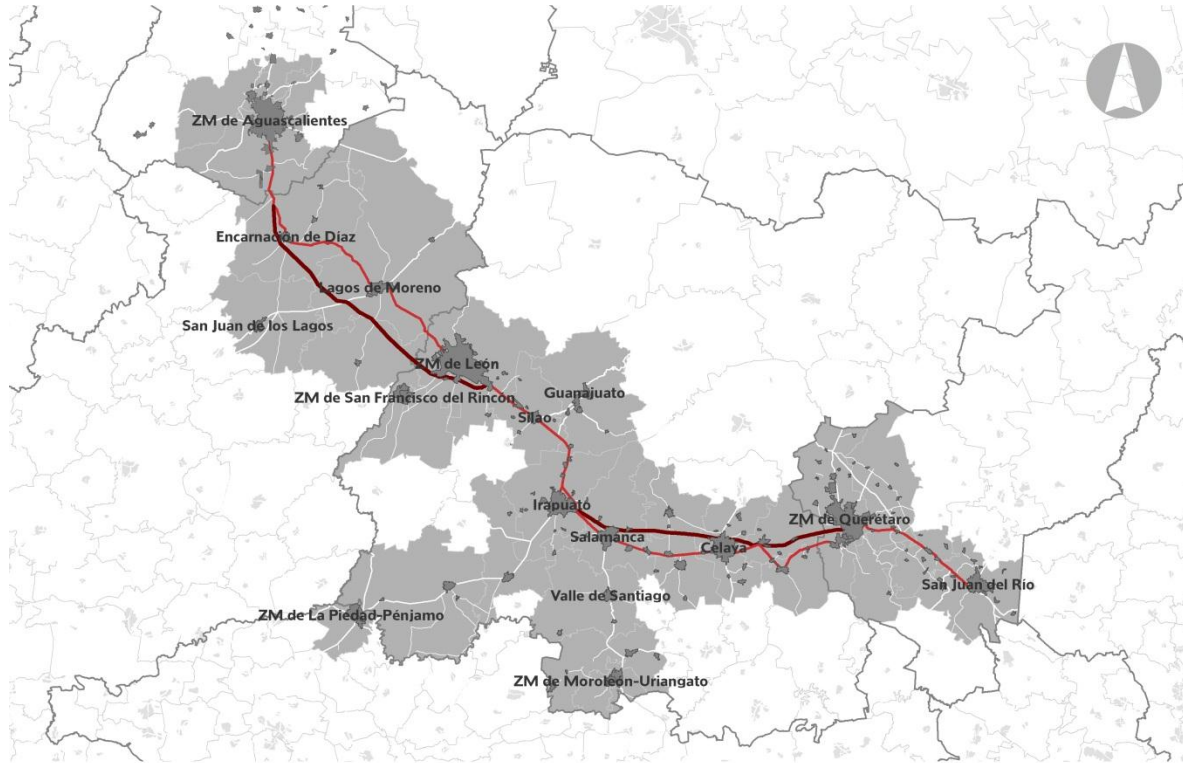 ZM de Aguascalientes
Encarnación de Díaz
Lagos de Moreno
San Juan de los Lagos
ZM de León
ZM de San Francisco del Rincón
Guanajuato
Silao
Irapuato
ZM de Querétaro
Salamanca
Celaya
San Juan del Río
Valle de Santiago
ZM de La Piedad-Pénjamo
ZM de Moroleón-Uriangato